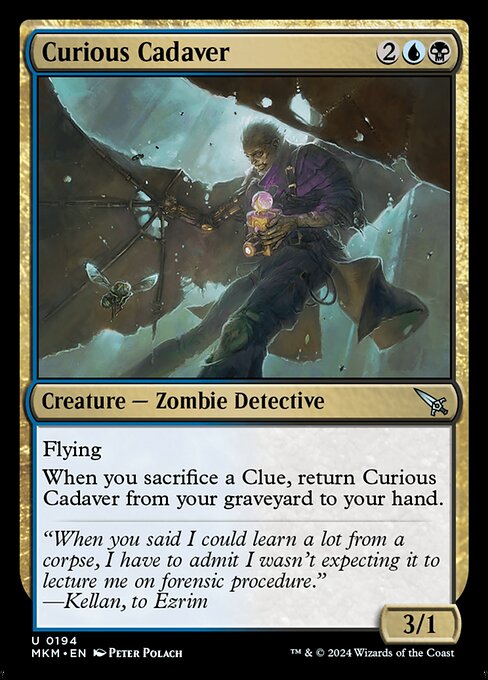 Curious Cadaver 2
Creature — Zombie Detective
Flying
When you sacrifice a Clue, return Curious
Cadaver from your graveyard to your hand.
“When you said I could learn a lot from a
corpse, I have to admit I wasn’t expecting it to
lecture me on forensic procedure.”
—Kellan, to Ezrim
3/1
U 0194
MKM • EN Peter Polach
™ & © 2024 Wizards of the Coast